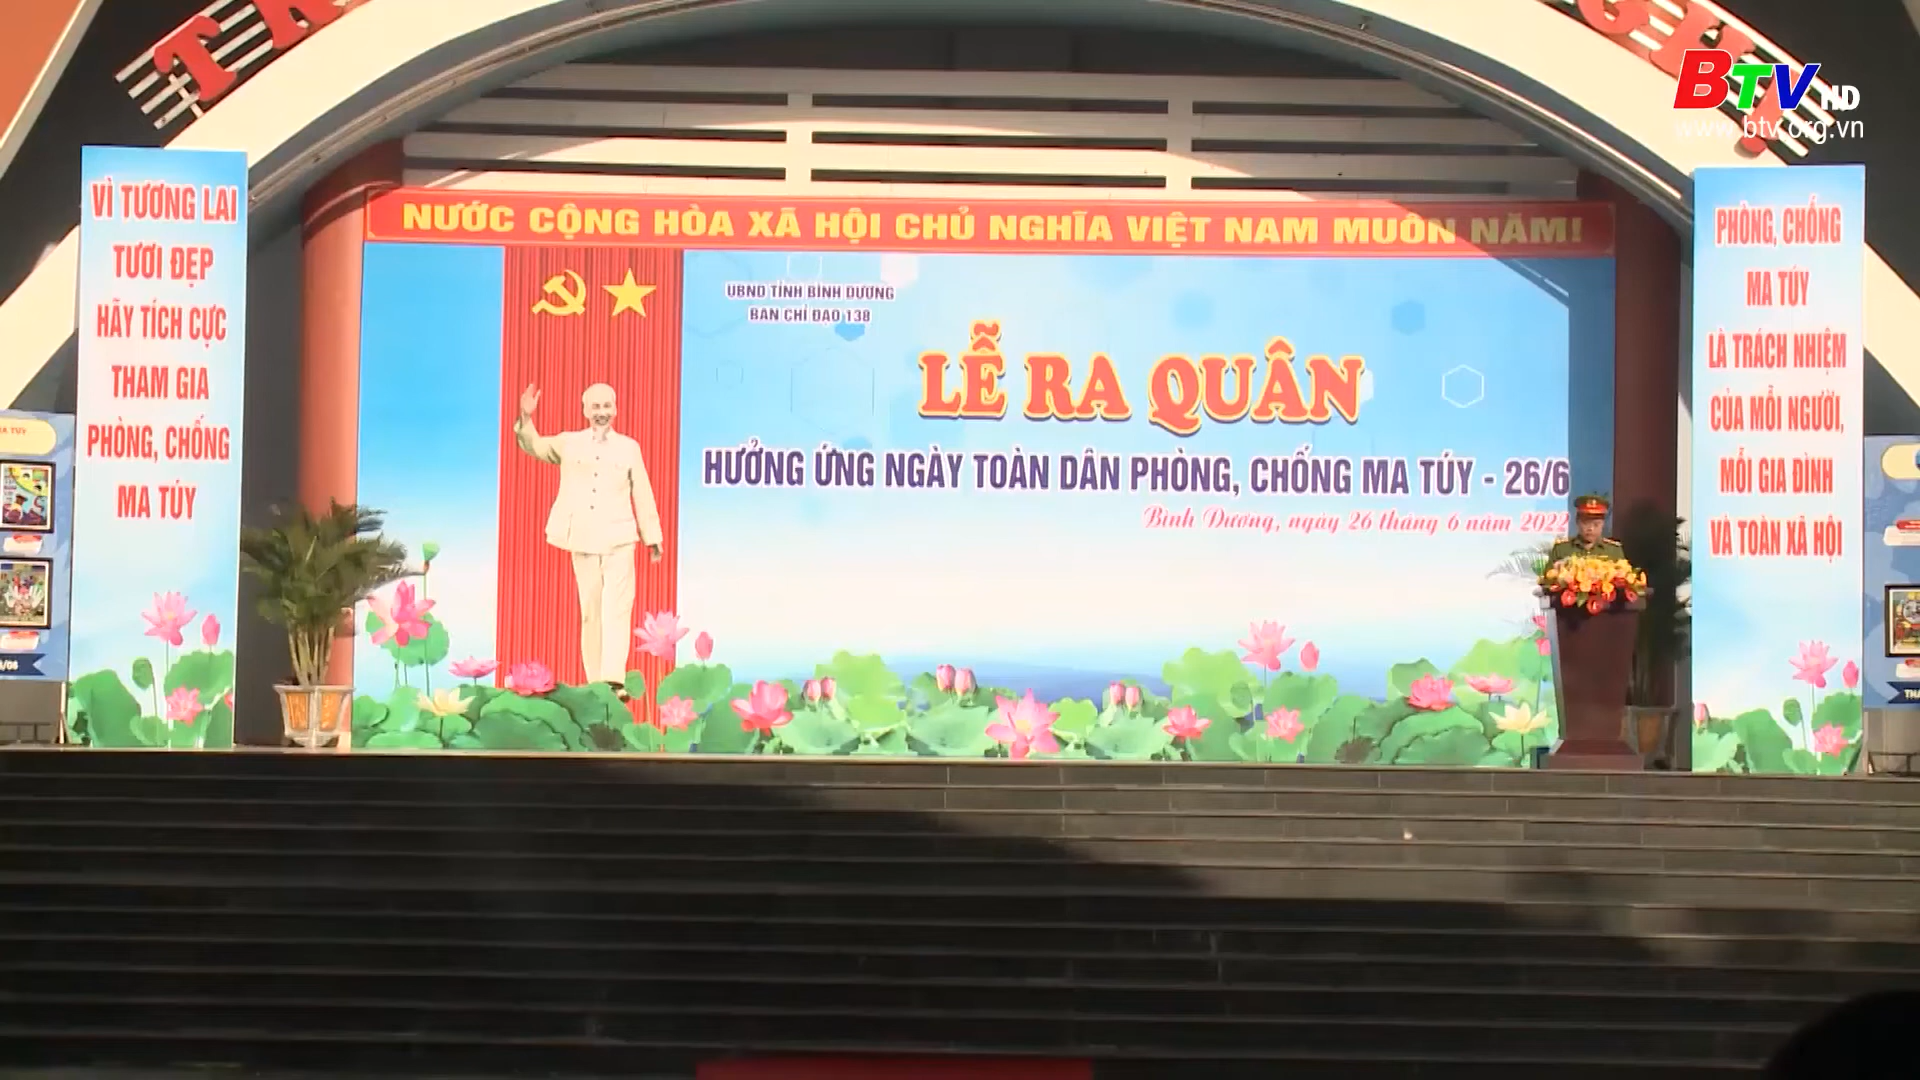 BTV HD
www.btv.org.vn
NƯỚC CỘNG HÒA XÃ HỘI CHỦ NGHĨA VIỆT NAM MUÔN NĂM!
VÌ TƯƠNG LAI
TƯƠI ĐẸP
HÃY TÍCH CỰC
THAM GIA
PHÒNG, CHỐNG
MA TÚY
UBND TỈNH BÌNH DƯƠNG
BAN CHỈ ĐẠO 138
LỄ RA QUÂN
HƯỞNG ỨNG NGÀY TOÀN DÂN PHÒNG, CHỐNG MA TÚY - 26/6
Bình Dương, ngày 26 tháng 6 năm 2022
PHÒNG, CHỐNG
MA TÚY
LÀ TRÁCH NHIỆM
CỦA MỖI NGƯỜI,
MỖI GIA ĐÌNH
VÀ TOÀN XÃ HỘI